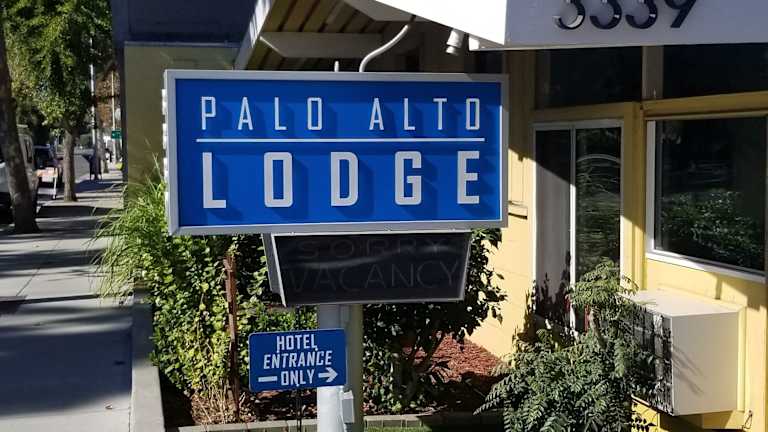 3339
PALO ALTO
LODGE
SORRY
VACANCY
HOTEL
ENTRANCE
ONLY